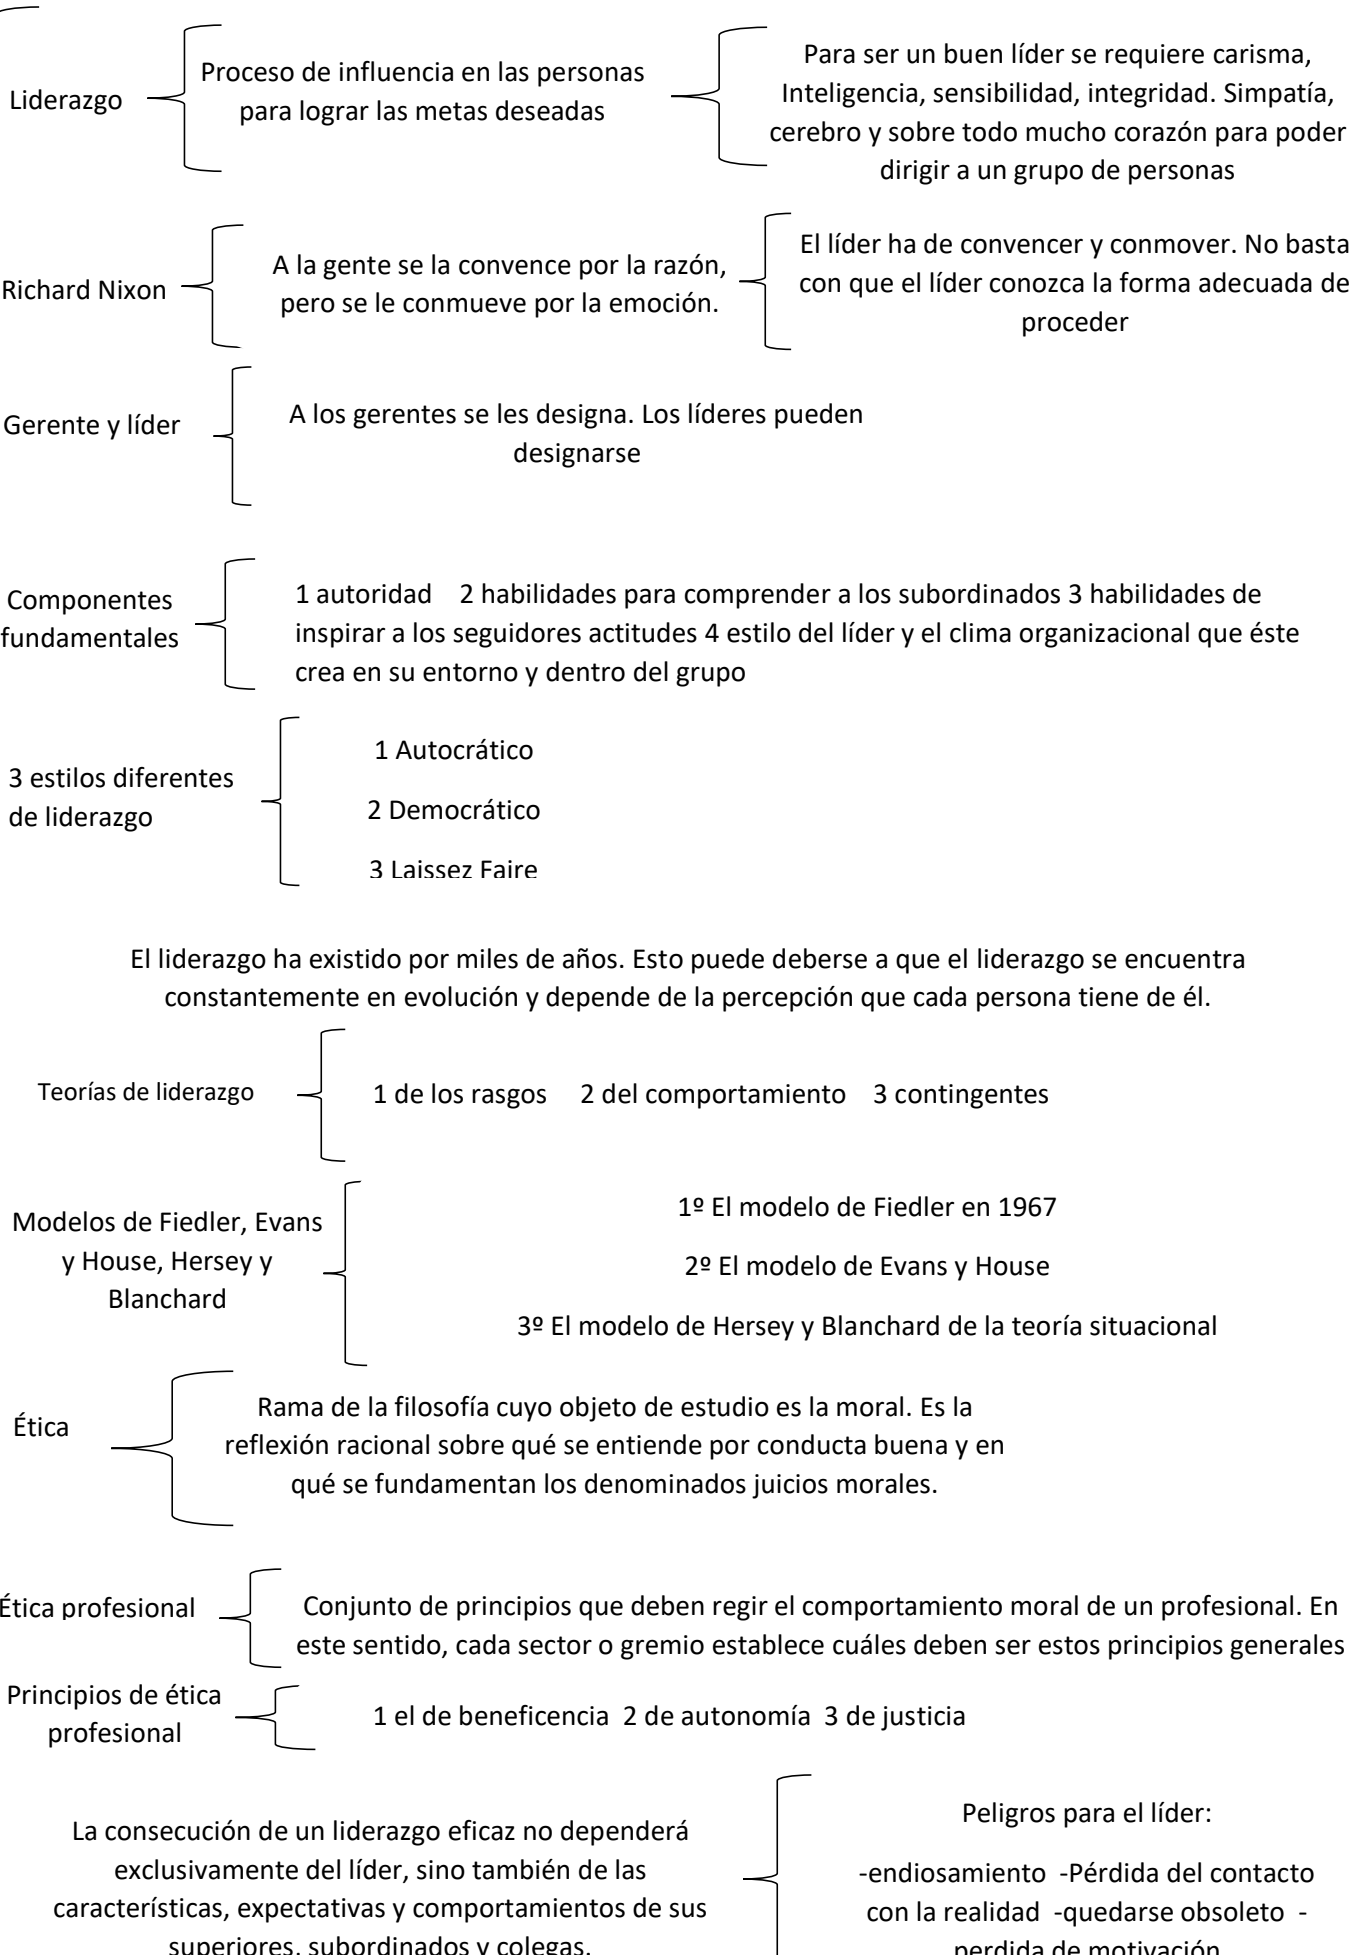 Liderazgo
Proceso de influencia en las personas
para lograr las metas deseadas
Para ser un buen líder se requiere carisma,
Inteligencia, sensibilidad, integridad. Simpatía,
cerebro y sobre todo mucho corazón para poder
dirigir a un grupo de personas
Richard Nixon
A la gente se la convence por la razón,
pero se le conmueve por la emoción.
El líder ha de convencer y conmover. No basta
con que el líder conozca la forma adecuada de
proceder
Gerente y líder
A los gerentes se les designa. Los líderes pueden
designarse
Componentes
fundamentales
1 autoridad 2 habilidades para comprender a los subordinados 3 habilidades de
inspirar a los seguidores actitudes 4 estilo del líder y el clima organizacional que éste
crea en su entorno y dentro del grupo
3 estilos diferentes
de liderazgo
1 Autocrático
2 Democrático
3 Laissez Faire
El liderazgo ha existido por miles de años. Esto puede deberse a que el liderazgo se encuentra
constantemente en evolución y depende de la percepción que cada persona tiene de él.
Teorías de liderazgo
1 de los rasgos 2 del comportamiento 3 contingentes
Modelos de Fiedler, Evans
y House, Hersey y
Blanchard
1º El modelo de Fiedler en 1967
2º El modelo de Evans y House
3º El modelo de Hersey y Blanchard de la teoría situacional
Ética
Rama de la filosofía cuyo objeto de estudio es la moral. Es la
reflexión racional sobre qué se entiende por conducta buena y en
qué se fundamentan los denominados juicios morales.
Ética profesional
Conjunto de principios que deben regir el comportamiento moral de un profesional. En
este sentido, cada sector o gremio establece cuáles deben ser estos principios generales
Principios de ética
profesional
1 el de beneficencia 2 de autonomía 3 de justicia
La consecución de un liderazgo eficaz no dependerá
exclusivamente del líder, sino también de las
características, expectativas y comportamientos de sus
superiores, subordinados y colegas.
Peligros para el líder:
-endiosamiento -Pérdida del contacto
con la realidad -quedarse obsoleto -
perdida de motivación